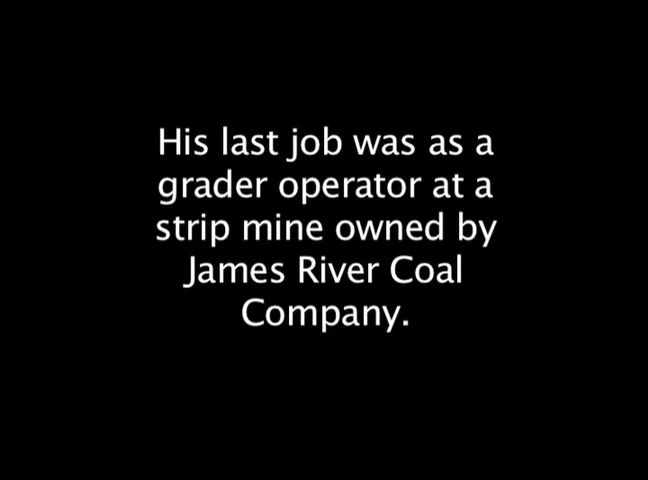 His last job was as a
grader operator at a
strip mine owned by
James River Coal
Company.